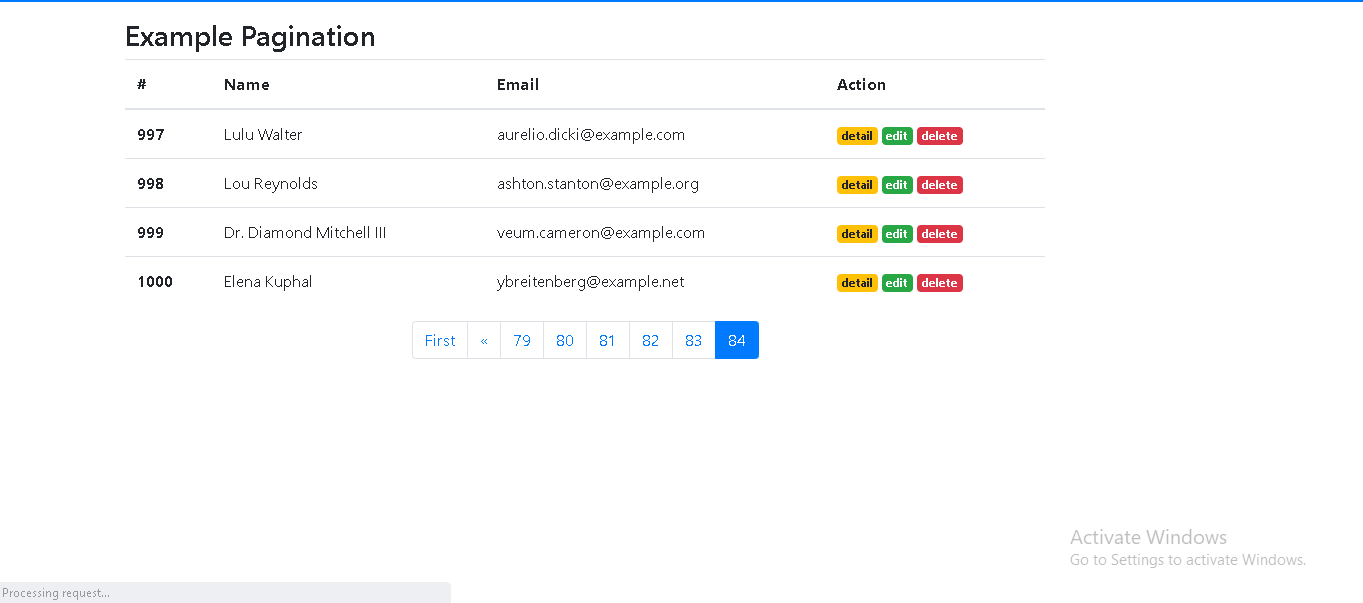 Example Pagination
# Name Email Action
997 Lulu Walter aurelio.dicki@example.com detail edit delete
998 Lou Reynolds ashton.stanton@example.org detail edit delete
999 Dr. Diamond Mitchell III veum.cameron@example.com detail edit delete
1000 Elena Kuphal ybreitenberg@example.net detail edit delete
First « 79 80 81 82 83 84
Activate Windows
Go to Settings to activate Windows.
Processing request...